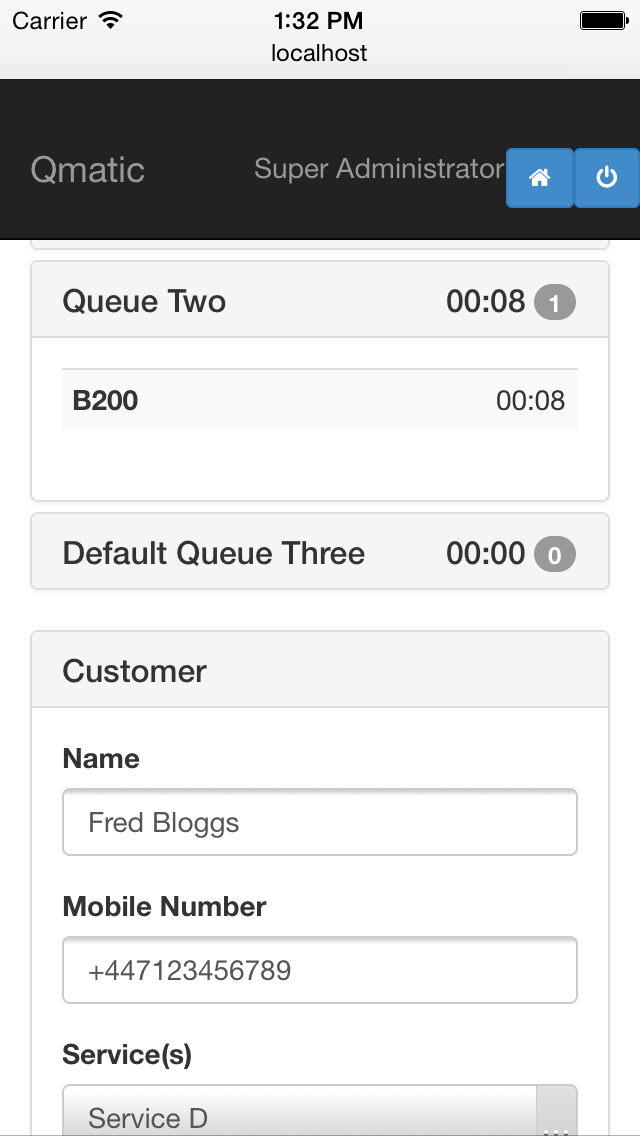 Carrier 1:32 PM
localhost
Qmatic Super Administrator
Queue Two 00:08 1
B200 00:08
Default Queue Three 00:00 0
Customer
Name
Fred Bloggs
Mobile Number
+447123456789
Service(s)
Service D ...